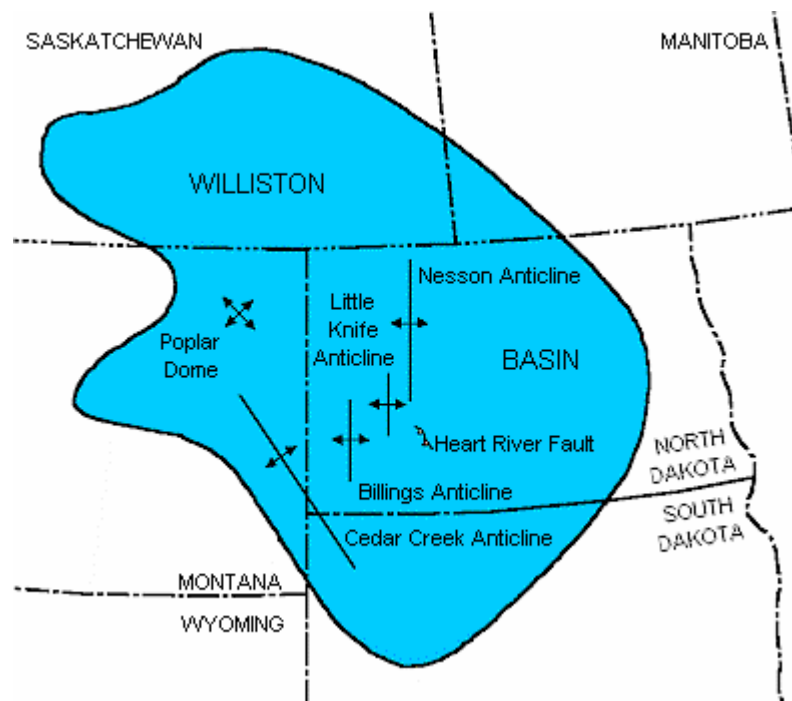 SASKATCHEWAN
MANITOBA
WILLISTON
Nesson Anticline
Little
Knife
Anticline
Poplar
Dome
BASIN
Heart River Fault
NORTH
DAKOTA
Billings Anticline
SOUTH
DAKOTA
Cedar Creek Anticline
MONTANA
WYOMING